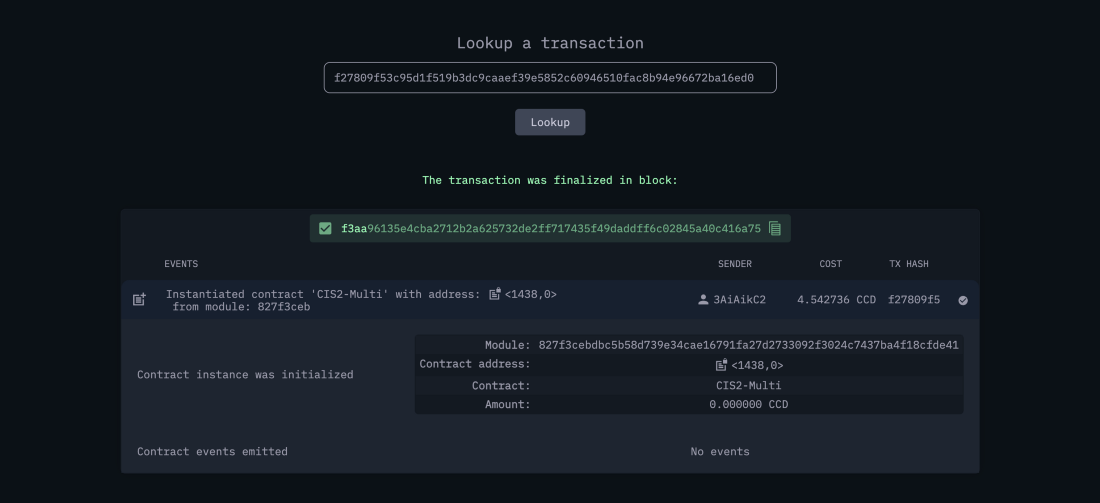 Lookup a transaction
f27809f53c95d1f519b3dc9caaef39e5852c60946510fac8b94e96672ba16ed0
Lookup
The transaction was finalized in block:
f3aa96135e4cba2712b2a625732de2ff717435f49daddff6c02845a40c416a75
EVENTS SENDER COST TX HASH
Instantiated contract 'CIS2-Multi' with address: <1438,0>
from module: 827f3ceb
3AiAikC2 4.542736 CCD f27809f5
Contract instance was initialized
Module: 827f3cebdbc5b58d739e34cae16791fa27d2733092f3024c7437ba4f18cfde41
Contract address: <1438,0>
Contract: CIS2-Multi
Amount: 0.000000 CCD
Contract events emitted No events